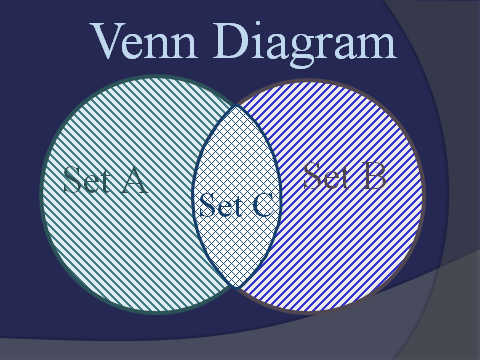 Venn Diagram
Set A
Set C
Set B